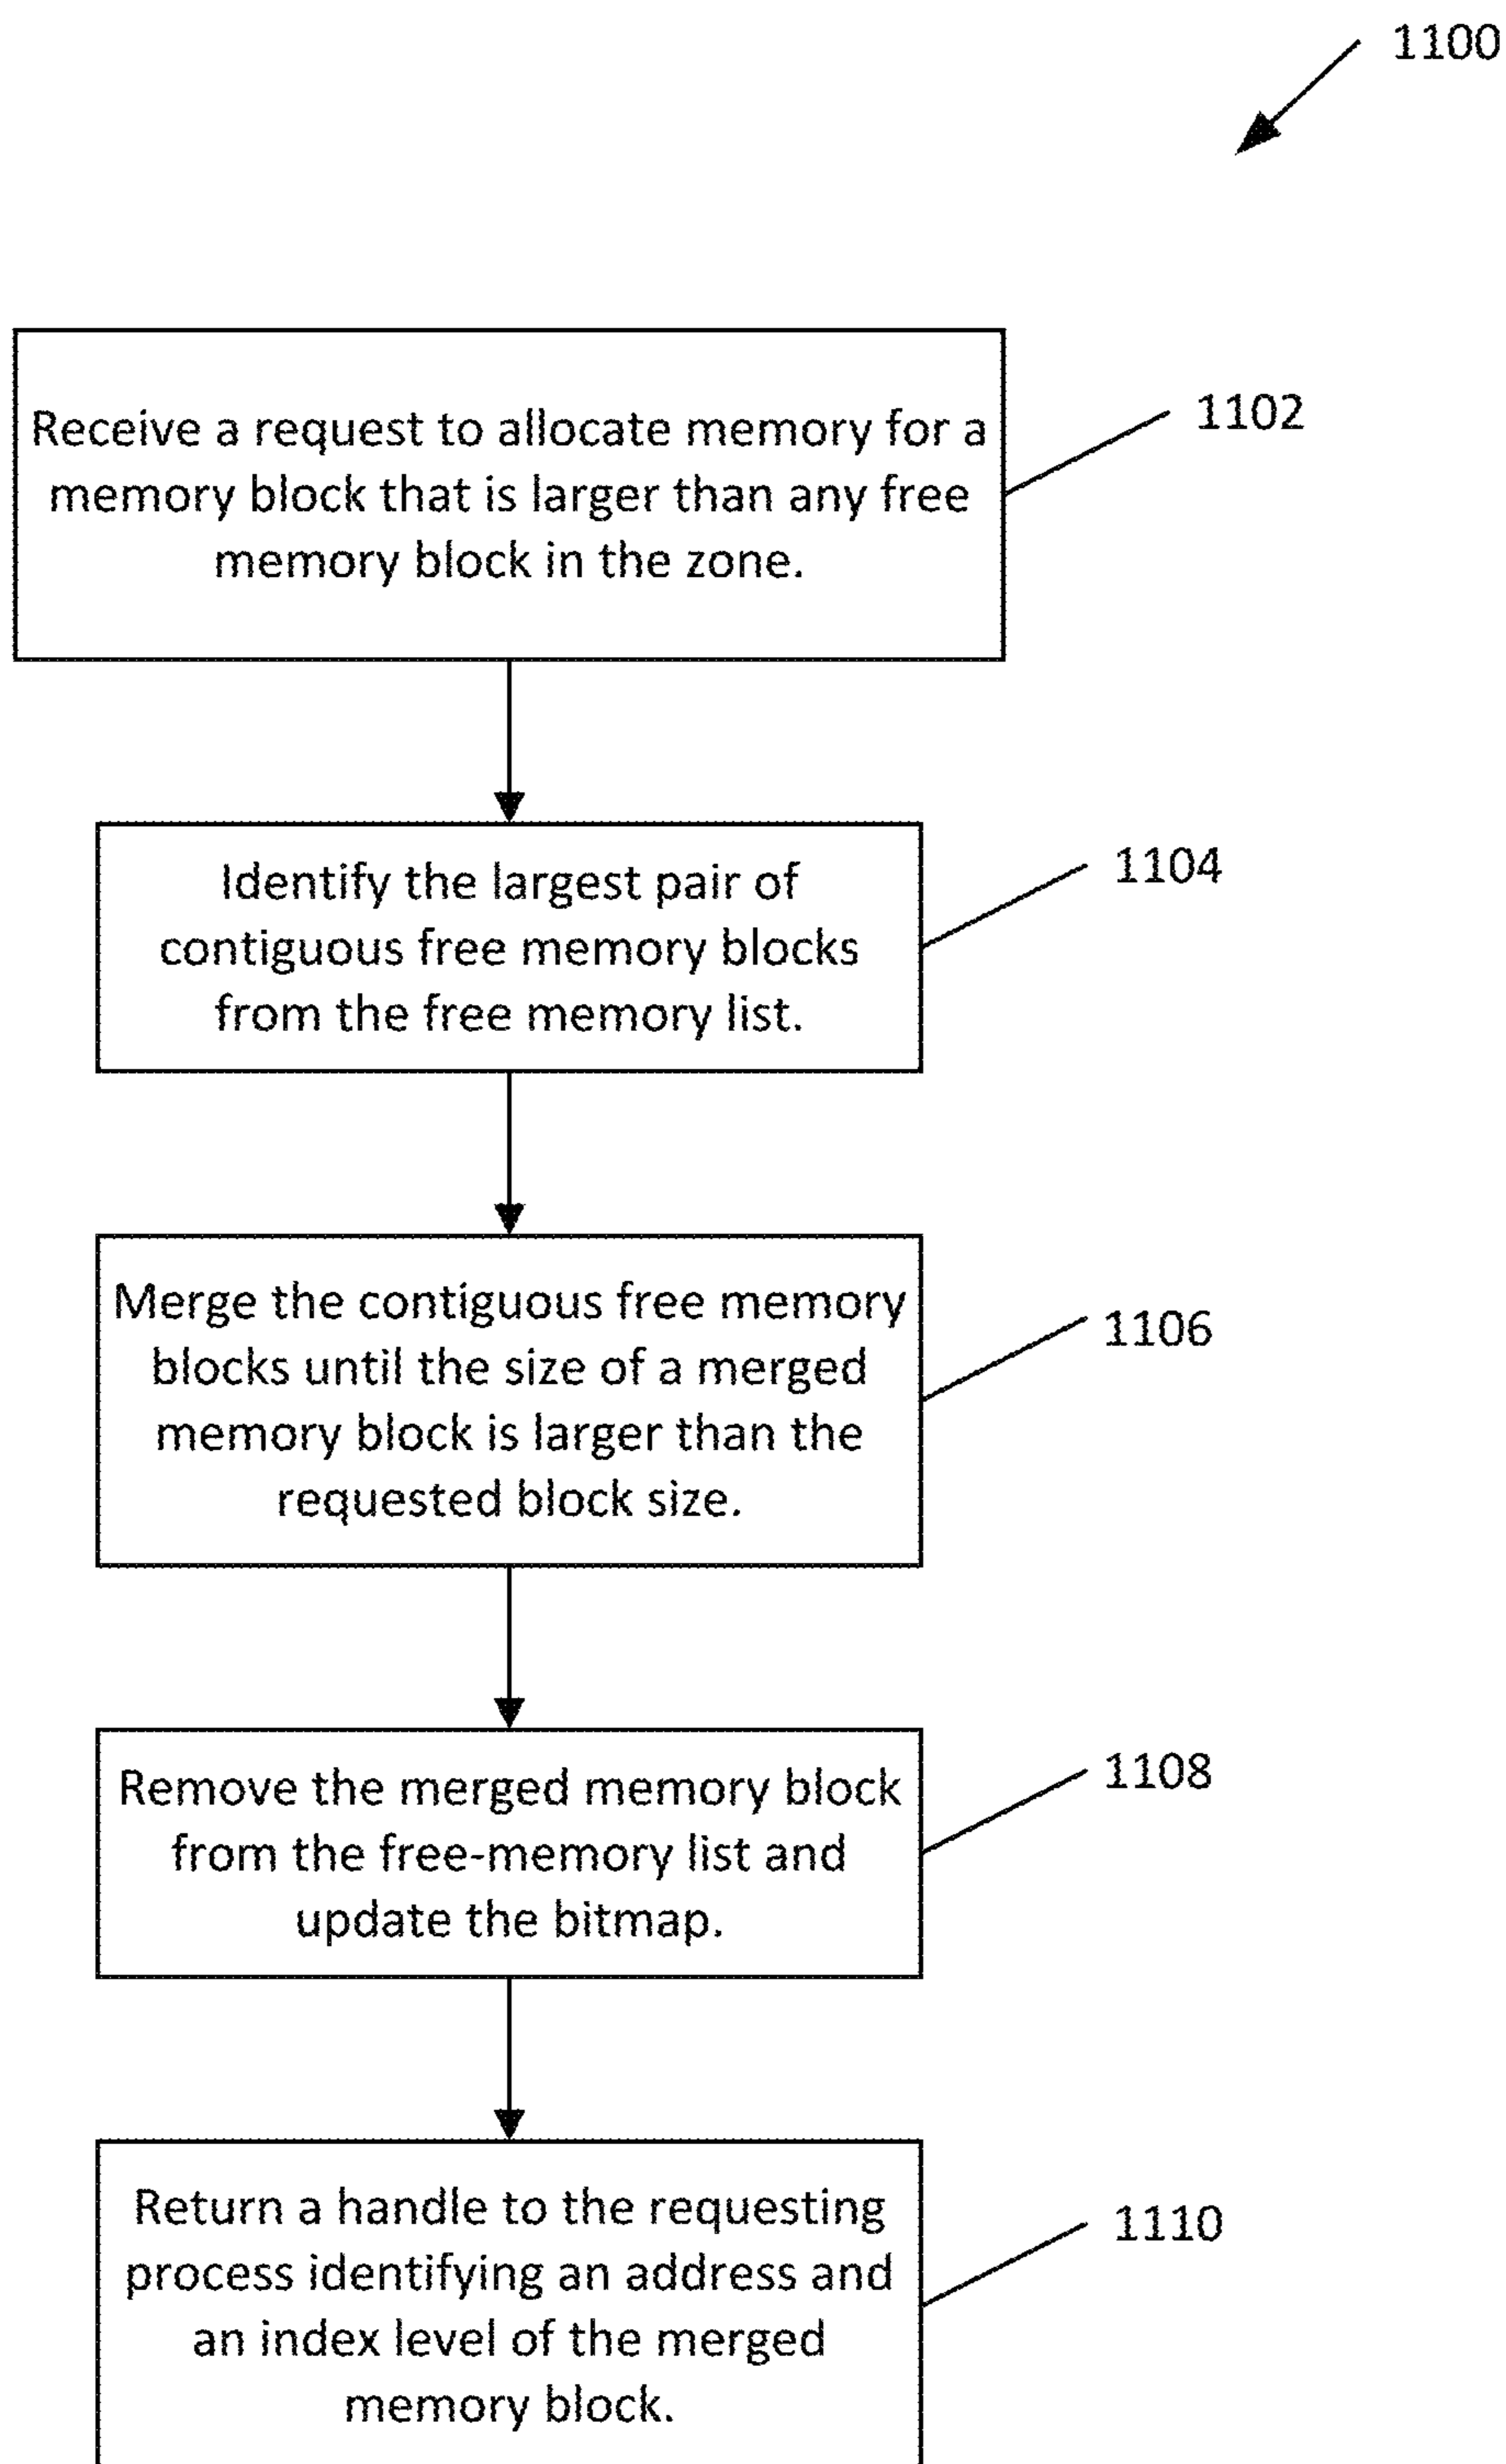 1100
Receive a request to allocate memory for a
memory block that is larger than any free
memory block in the zone.
1102
Identify the largest pair of
contiguous free memory blocks
from the free memory list.
1104
Merge the contiguous free memory
blocks until the size of a merged
memory block is larger than the
requested block size.
1106
Remove the merged memory block
from the free-memory list and
update the bitmap.
1108
Return a handle to the requesting
process identifying an address and
an index level of the merged
memory block.
1110